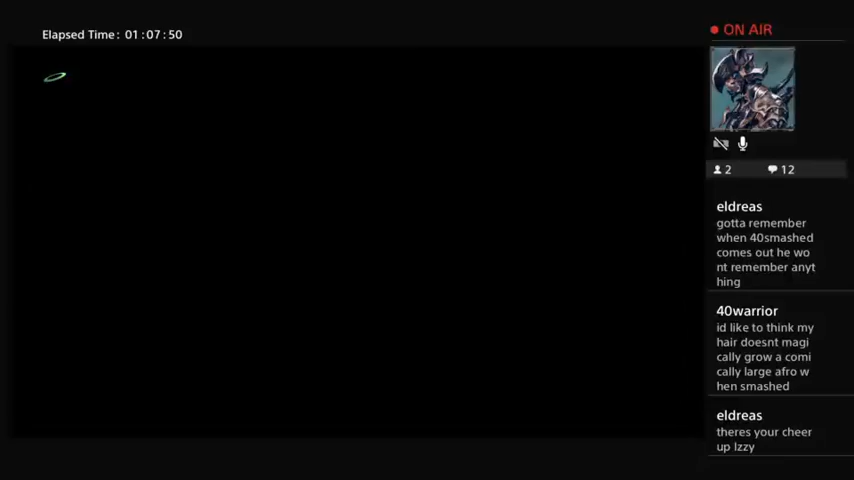 Elapsed Time: 01:07:50
ON AIR
2 12
eldreas
gotta remember
when 40smashed
comes out he wo
nt remember anyt
hing
40warrior
id like to think my
hair doesnt magi
cally grow a comi
cally large afro w
hen smashed
eldreas
theres your cheer
up lzzy